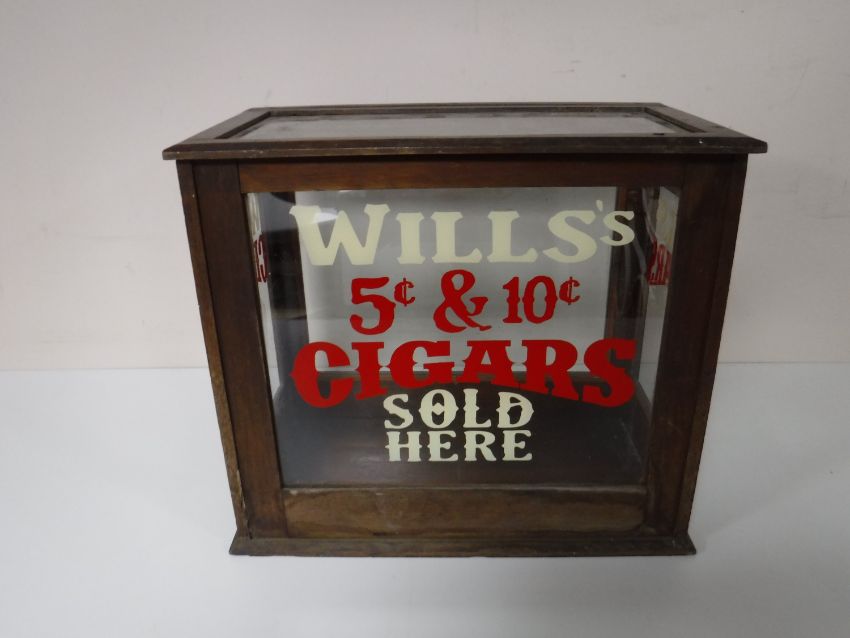 WILLS'S
5¢ & 10¢
CIGARS
SOLD
HERE